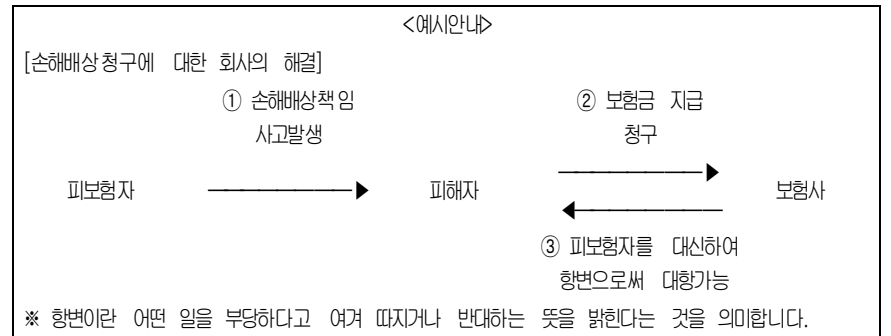 <예시안내>
[손해배상청구에 대한 회사의 해결]
① 손해배상책임 ② 보험금 지급
사고발생 청구
피보험자 피해자 보험사
③ 피보험자를 대신하여
항변으로써 대항가능
※ 항변이란 어떤 일을 부당하다고 여겨 따지거나 반대하는 뜻을 밝힌다는 것을 의미합니다.